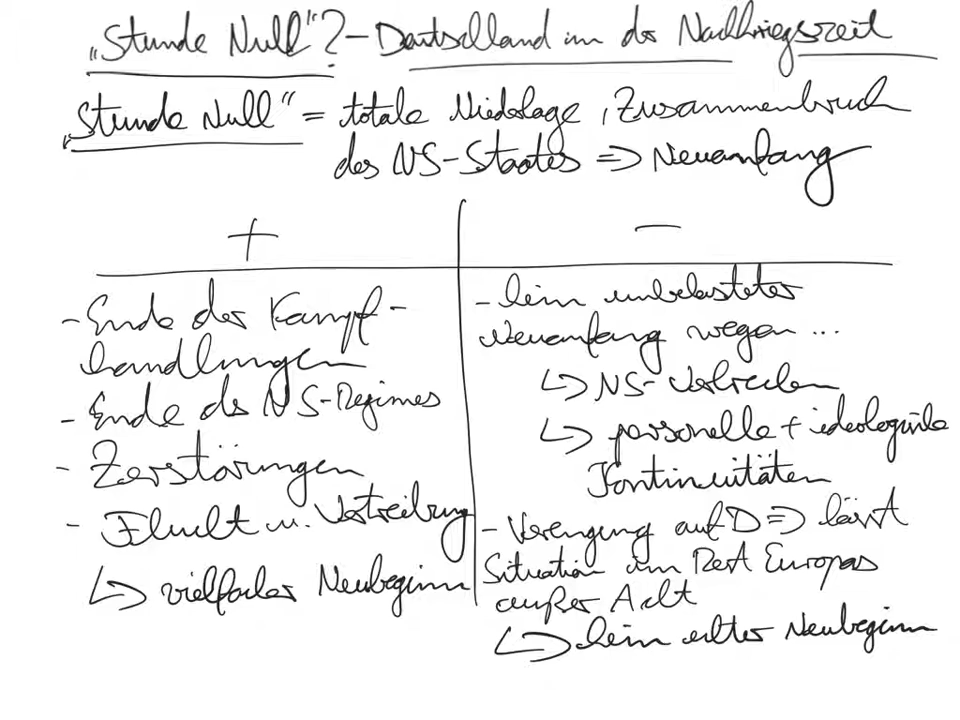 „Stunde Null"? - Deutschland in der Nachkriegszeit
„Stunde Null" = totale Niederlage, Zusammenbruch
des NS-Staates => Neuanfang
+
- Ende der Kampf-
handlungen
- Ende des NS-Regimes
- Zerstörungen
- Flucht u. Vertreibung
↳ vielfacher Neubeginn
−
- kein unbelasteter
Neuanfang wegen ...
↳ NS-Verbrechen
↳ personelle + ideologische
Kontinuitäten
- Verengung auf D => lässt
Situation im Rest Europas
außer Acht
↳ kein echter Neubeginn